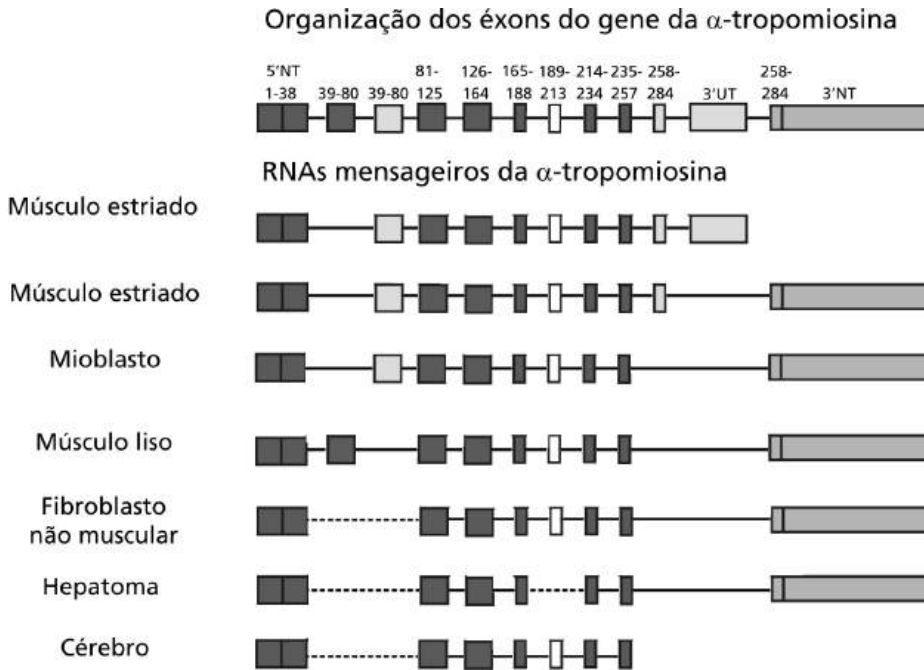 Organização dos éxons do gene da α-tropomiosina
5'NT 81- 126- 165- 189- 214- 235- 258- 258-
1-38 39-80 39-80 125 164 188 213 234 257 284 3'UT 284 3'NT
RNAs mensageiros da α-tropomiosina
Músculo estriado
Músculo estriado
Mioblasto
Músculo liso
Fibroblasto
não muscular
Hepatoma
Cérebro